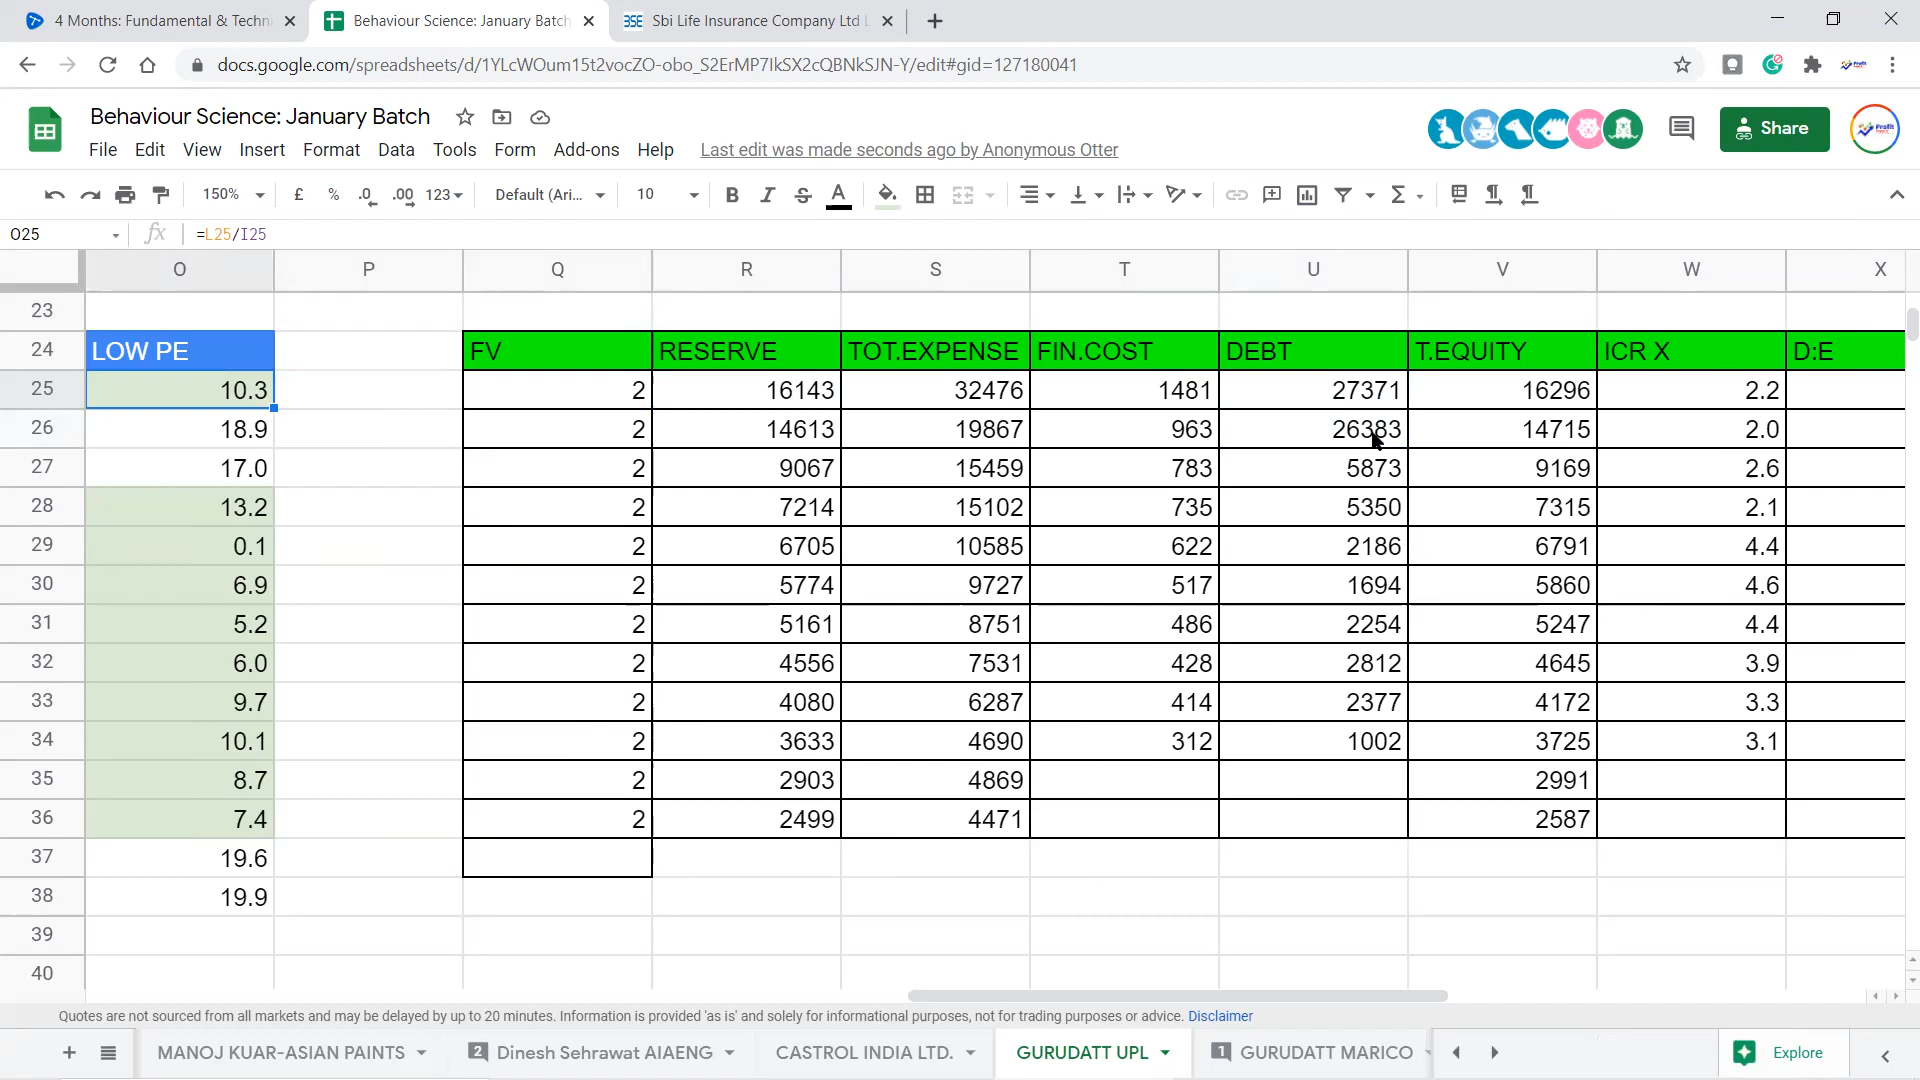 4 Months: Fundamental & Techni
Behaviour Science: January Batch
BSE Sbi Life Insurance Company Ltd L
docs.google.com/spreadsheets/d/1YLcWOum15t2vocZO-obo_S2ErMP7IkSX2cQBNkSJN-Y/edit#gid=127180041
Behaviour Science: January Batch
Share
File Edit View Insert Format Data Tools Form Add-ons Help Last edit was made seconds ago by Anonymous Otter
150% £ % .0 .00 123 Default (Ari... 10 B I S A
O25 fx =L25/I25
O P Q R S T U V W X
23
24 LOW PE FV RESERVE TOT.EXPENSE FIN.COST DEBT T.EQUITY ICR X D:E
25 10.3 2 16143 32476 1481 27371 16296 2.2
26 18.9 2 14613 19867 963 26383 14715 2.0
27 17.0 2 9067 15459 783 5873 9169 2.6
28 13.2 2 7214 15102 735 5350 7315 2.1
29 0.1 2 6705 10585 622 2186 6791 4.4
30 6.9 2 5774 9727 517 1694 5860 4.6
31 5.2 2 5161 8751 486 2254 5247 4.4
32 6.0 2 4556 7531 428 2812 4645 3.9
33 9.7 2 4080 6287 414 2377 4172 3.3
34 10.1 2 3633 4690 312 1002 3725 3.1
35 8.7 2 2903 4869 2991
36 7.4 2 2499 4471 2587
37 19.6
38 19.9
39
40
Quotes are not sourced from all markets and may be delayed by up to 20 minutes. Information is provided 'as is' and solely for informational purposes, not for trading purposes or advice. Disclaimer
MANOJ KUAR-ASIAN PAINTS 2 Dinesh Sehrawat AIAENG CASTROL INDIA LTD. GURUDATT UPL 1 GURUDATT MARICO Explore